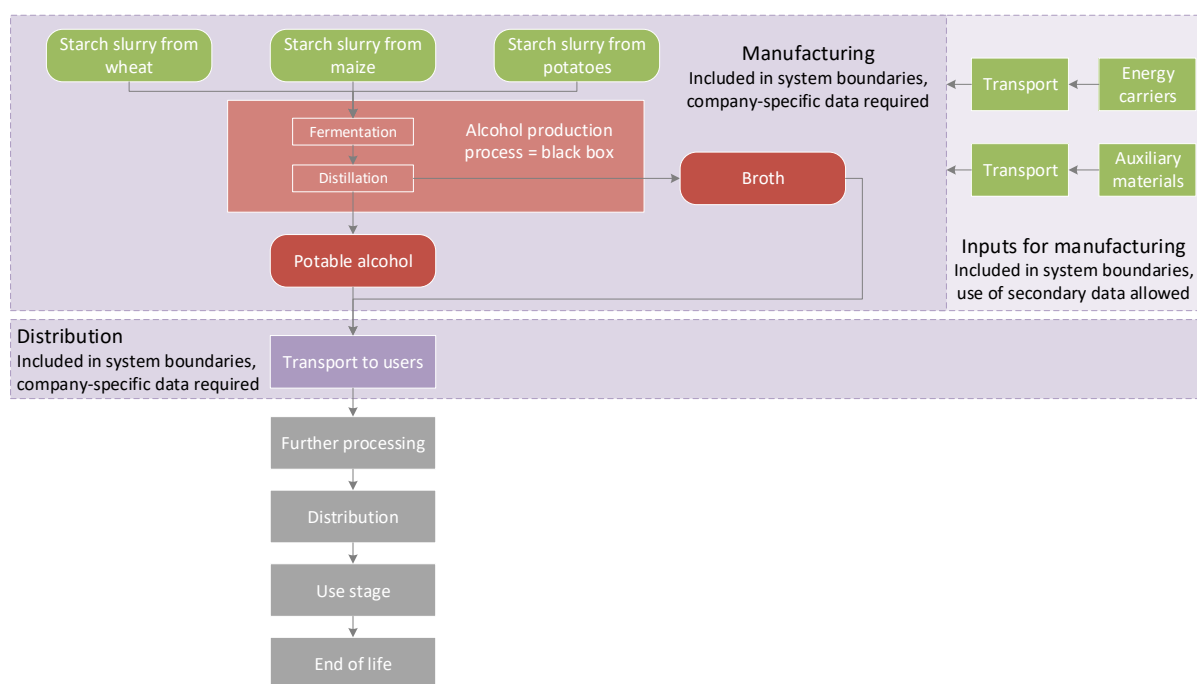 Starch slurry from
wheat
Starch slurry from
maize
Starch slurry from
potatoes
Manufacturing
Included in system boundaries,
company-specific data required
Transport
Energy
carriers
Fermentation
Alcohol production
process = black box
Distillation
Broth
Transport
Auxiliary
materials
Potable alcohol
Inputs for manufacturing
Included in system boundaries,
use of secondary data allowed
Distribution
Included in system boundaries,
company-specific data required
Transport to users
Further processing
Distribution
Use stage
End of life